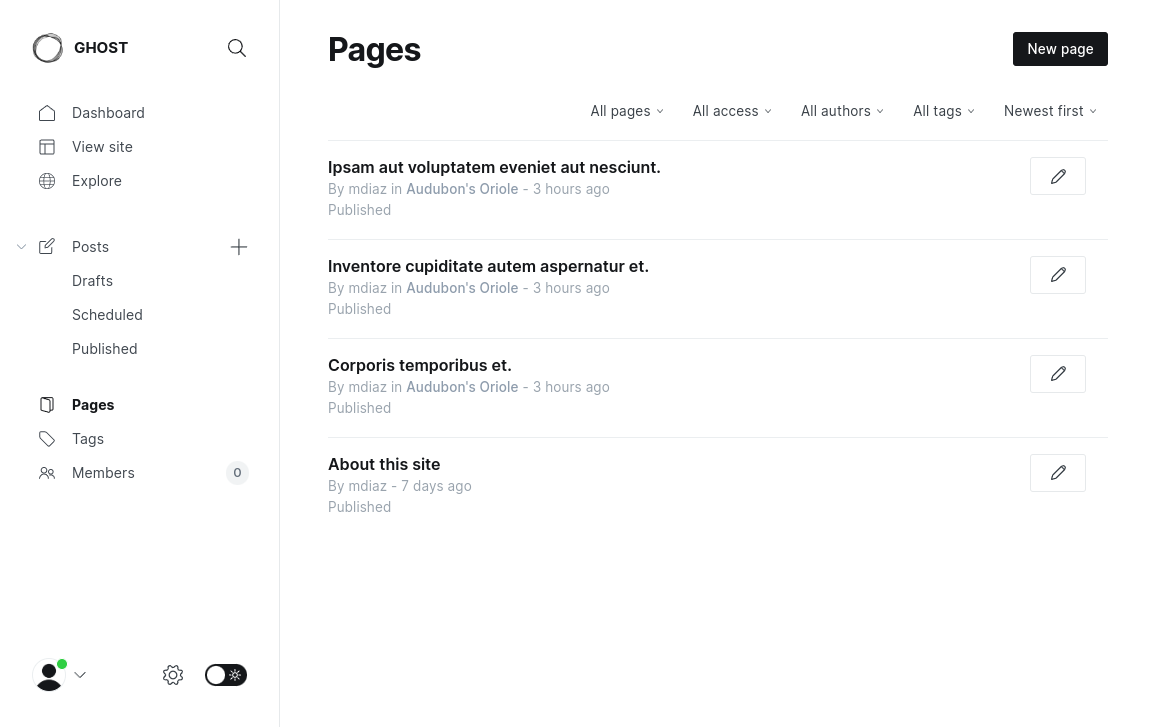 GHOST
Dashboard
View site
Explore
Posts
Drafts
Scheduled
Published
Pages
Tags
Members 0
Pages
New page
All pages All access All authors All tags Newest first
Ipsam aut voluptatem eveniet aut nesciunt.
By mdiaz in Audubon's Oriole - 3 hours ago
Published
Inventore cupiditate autem aspernatur et.
By mdiaz in Audubon's Oriole - 3 hours ago
Published
Corporis temporibus et.
By mdiaz in Audubon's Oriole - 3 hours ago
Published
About this site
By mdiaz - 7 days ago
Published